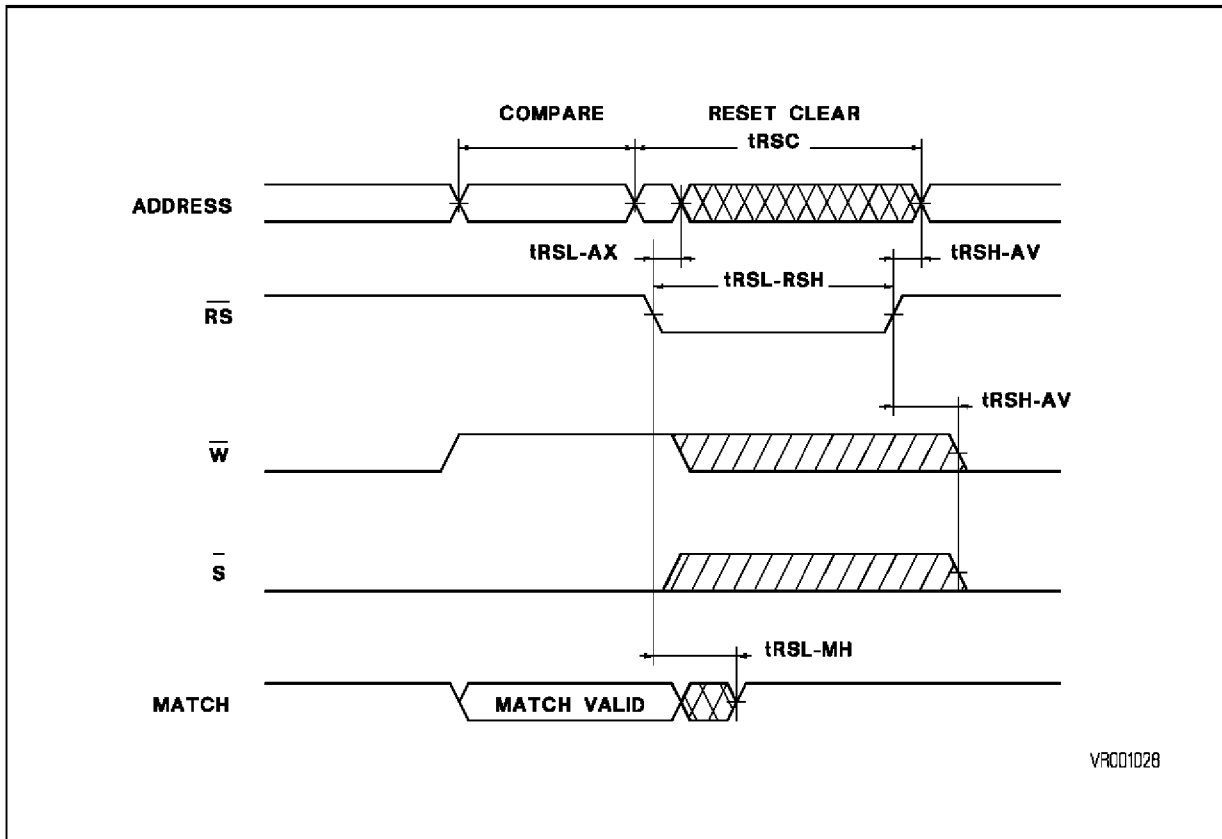 COMPARE RESET CLEAR
tRSC
ADDRESS
tRSL-AX tRSH-AV
tRSL-RSH
RS
tRSH-AV
W
S
tRSL-MH
MATCH MATCH VALID
VR001028